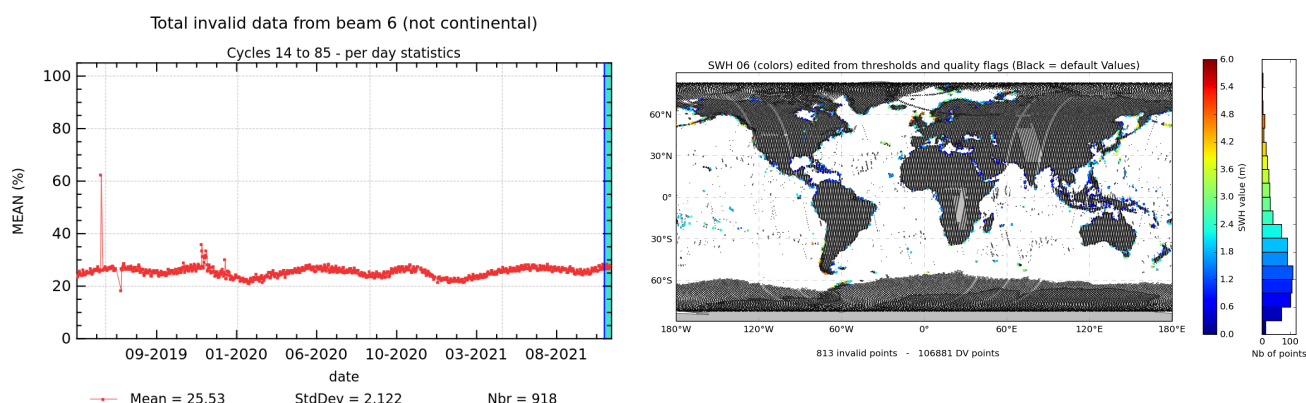 Total invalid data from beam 6 (not continental)
Cycles 14 to 85 - per day statistics
MEAN (%)
100
80
60
40
20
0
09-2019 01-2020 06-2020 10-2020 03-2021 08-2021
date
Mean = 25.53 StdDev = 2.122 Nbr = 918
SWH 06 (colors) edited from thresholds and quality flags (Black = default Values)
60°N
30°N
0°
30°S
60°S
180°W 120°W 60°W 0° 60°E 120°E 180°E
813 invalid points - 106881 DV points
6.0
5.4
4.8
4.2
3.6
3.0
2.4
1.8
1.2
0.6
0.0
SWH value (m)
0 100
Nb of points